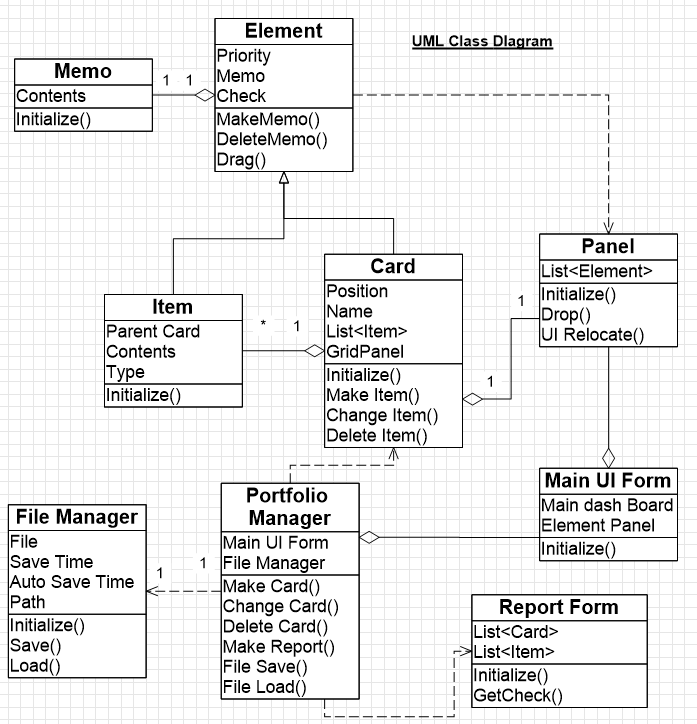 UML Class Diagram
Element
Priority
Memo
Check
MakeMemo()
DeleteMemo()
Drag()
Memo
Contents
Initialize()
1
1
Panel
List<Element>
Initialize()
Drop()
UI Relocate()
Card
Position
Name
List<Item>
GridPanel
Initialize()
Make Item()
Change Item()
Delete Item()
Item
Parent Card
Contents
Type
Initialize()
*
1
1
1
Main UI Form
Main dash Board
Element Panel
Initialize()
Portfolio
Manager
Main UI Form
File Manager
Make Card()
Change Card()
Delete Card()
Make Report()
File Save()
File Load()
File Manager
File
Save Time
Auto Save Time
Path
Initialize()
Save()
Load()
1
1
Report Form
List<Card>
List<Item>
Initialize()
GetCheck()